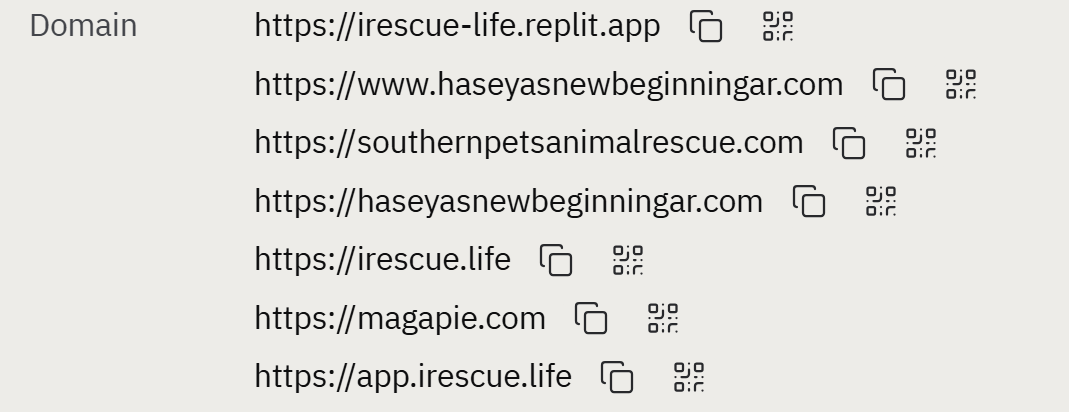 Domain https://irescue-life.replit.app
https://www.haseyasnewbeginningar.com
https://southernpetsanimalrescue.com
https://haseyasnewbeginningar.com
https://irescue.life
https://magapie.com
https://app.irescue.life